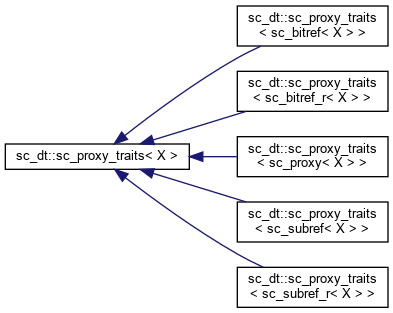 sc_dt::sc_proxy_traits
< sc_bitref< X > >
sc_dt::sc_proxy_traits
< sc_bitref_r< X > >
sc_dt::sc_proxy_traits< X >
sc_dt::sc_proxy_traits
< sc_proxy< X > >
sc_dt::sc_proxy_traits
< sc_subref< X > >
sc_dt::sc_proxy_traits
< sc_subref_r< X > >